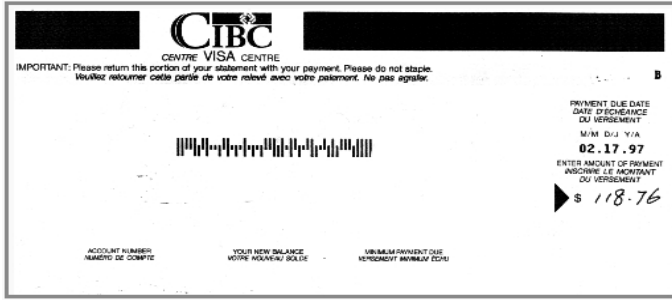 CIBC
CENTRE VISA CENTRE
IMPORTANT: Please return this portion of your statement with your payment. Please do not staple.
Veuillez retourner cette partie de votre relevé avec votre paiement. Ne pas agrafer.
B
PAYMENT DUE DATE
DATE D'ÉCHÉANCE
DU VERSEMENT
M/M D/J Y/A
02.17.97
ENTER AMOUNT OF PAYMENT
INSCRIRE LE MONTANT
DU VERSEMENT
$ 118.76
ACCOUNT NUMBER YOUR NEW BALANCE MINIMUM PAYMENT DUE
NUMÉRO DE COMPTE VOTRE NOUVEAU SOLDE VERSEMENT MINIMUM ÉCHU